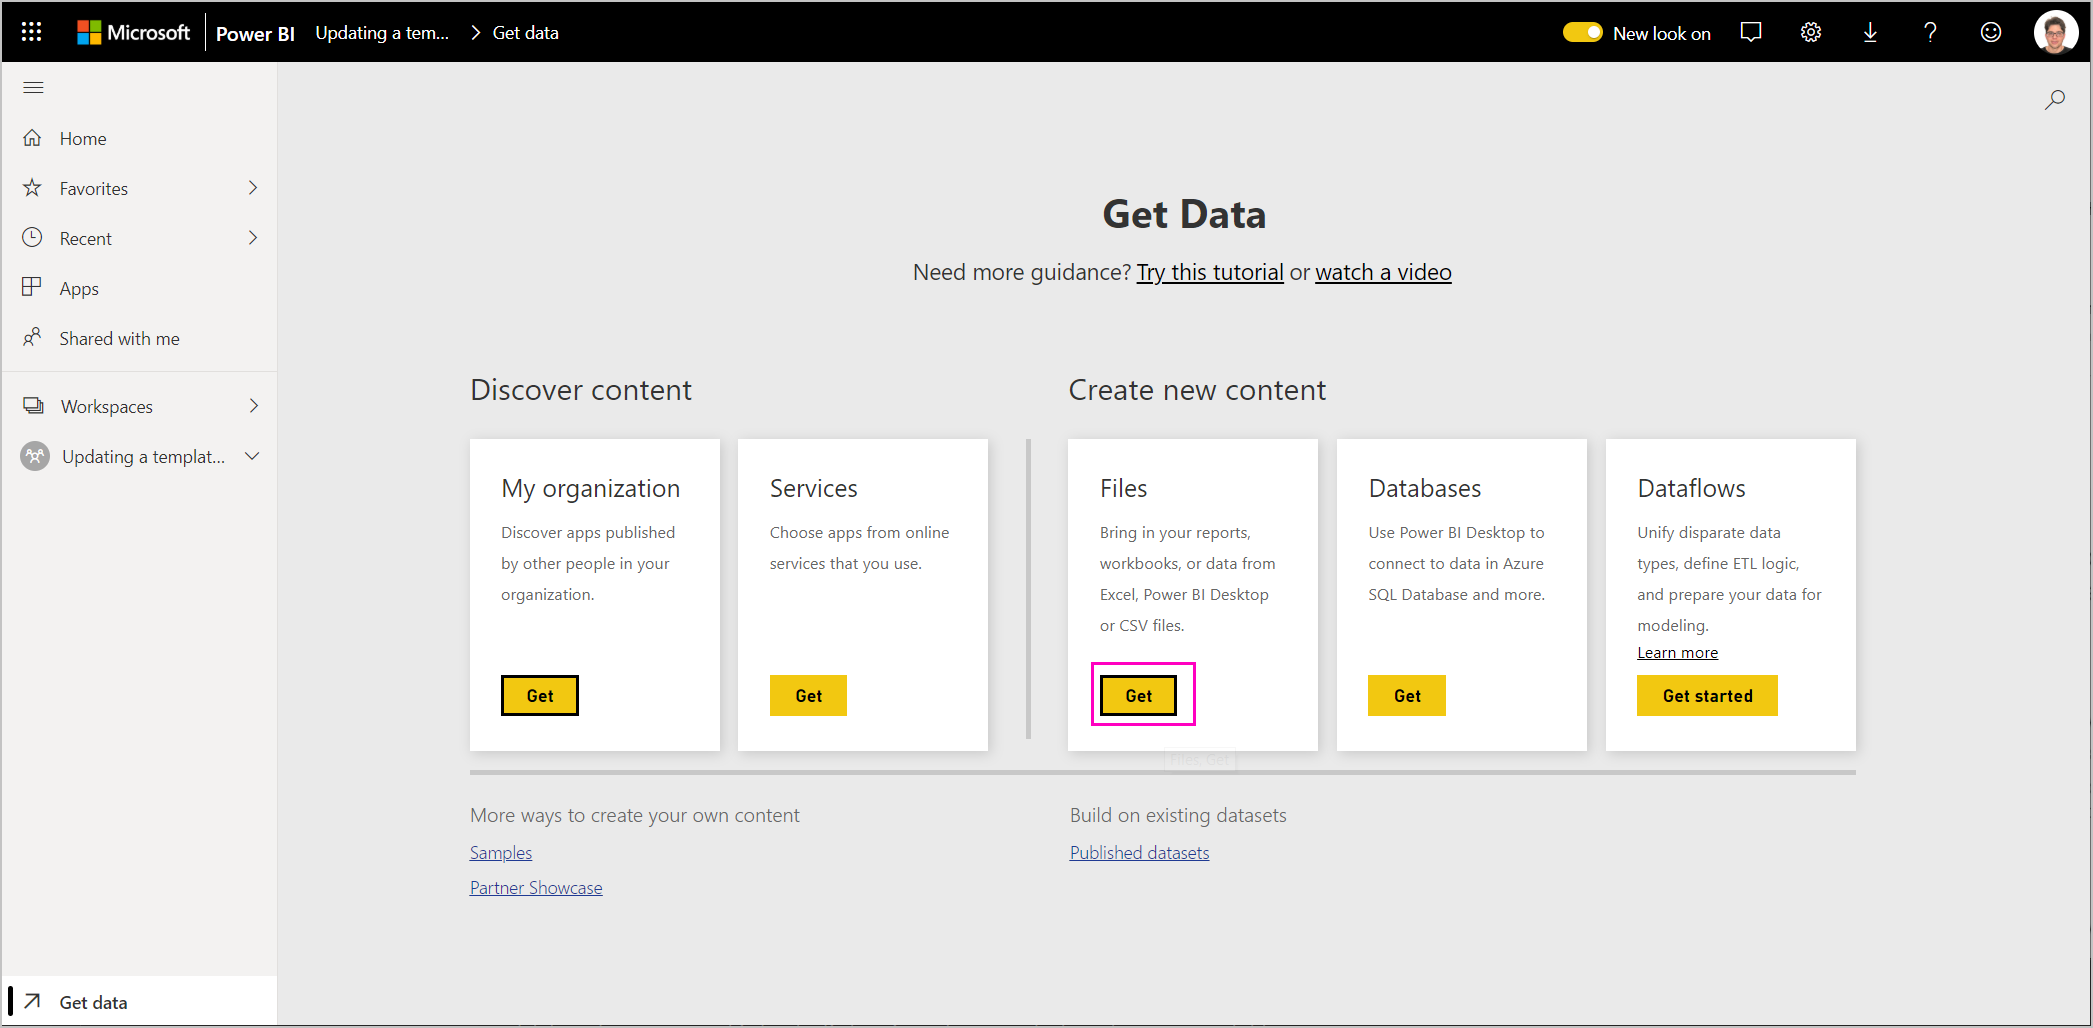 Microsoft Power BI Updating a tem... > Get data New look on
Home
Favorites
Recent
Apps
Shared with me
Workspaces
Updating a templat...
Get data
Get Data
Need more guidance? Try this tutorial or watch a video
Discover content
My organization
Discover apps published
by other people in your
organization.
Get
Services
Choose apps from online
services that you use.
Get
Create new content
Files
Bring in your reports,
workbooks, or data from
Excel, Power BI Desktop
or CSV files.
Get
Files, Get
Databases
Use Power BI Desktop to
connect to data in Azure
SQL Database and more.
Get
Dataflows
Unify disparate data
types, define ETL logic,
and prepare your data for
modeling.
Learn more
Get started
More ways to create your own content
Samples
Partner Showcase
Build on existing datasets
Published datasets